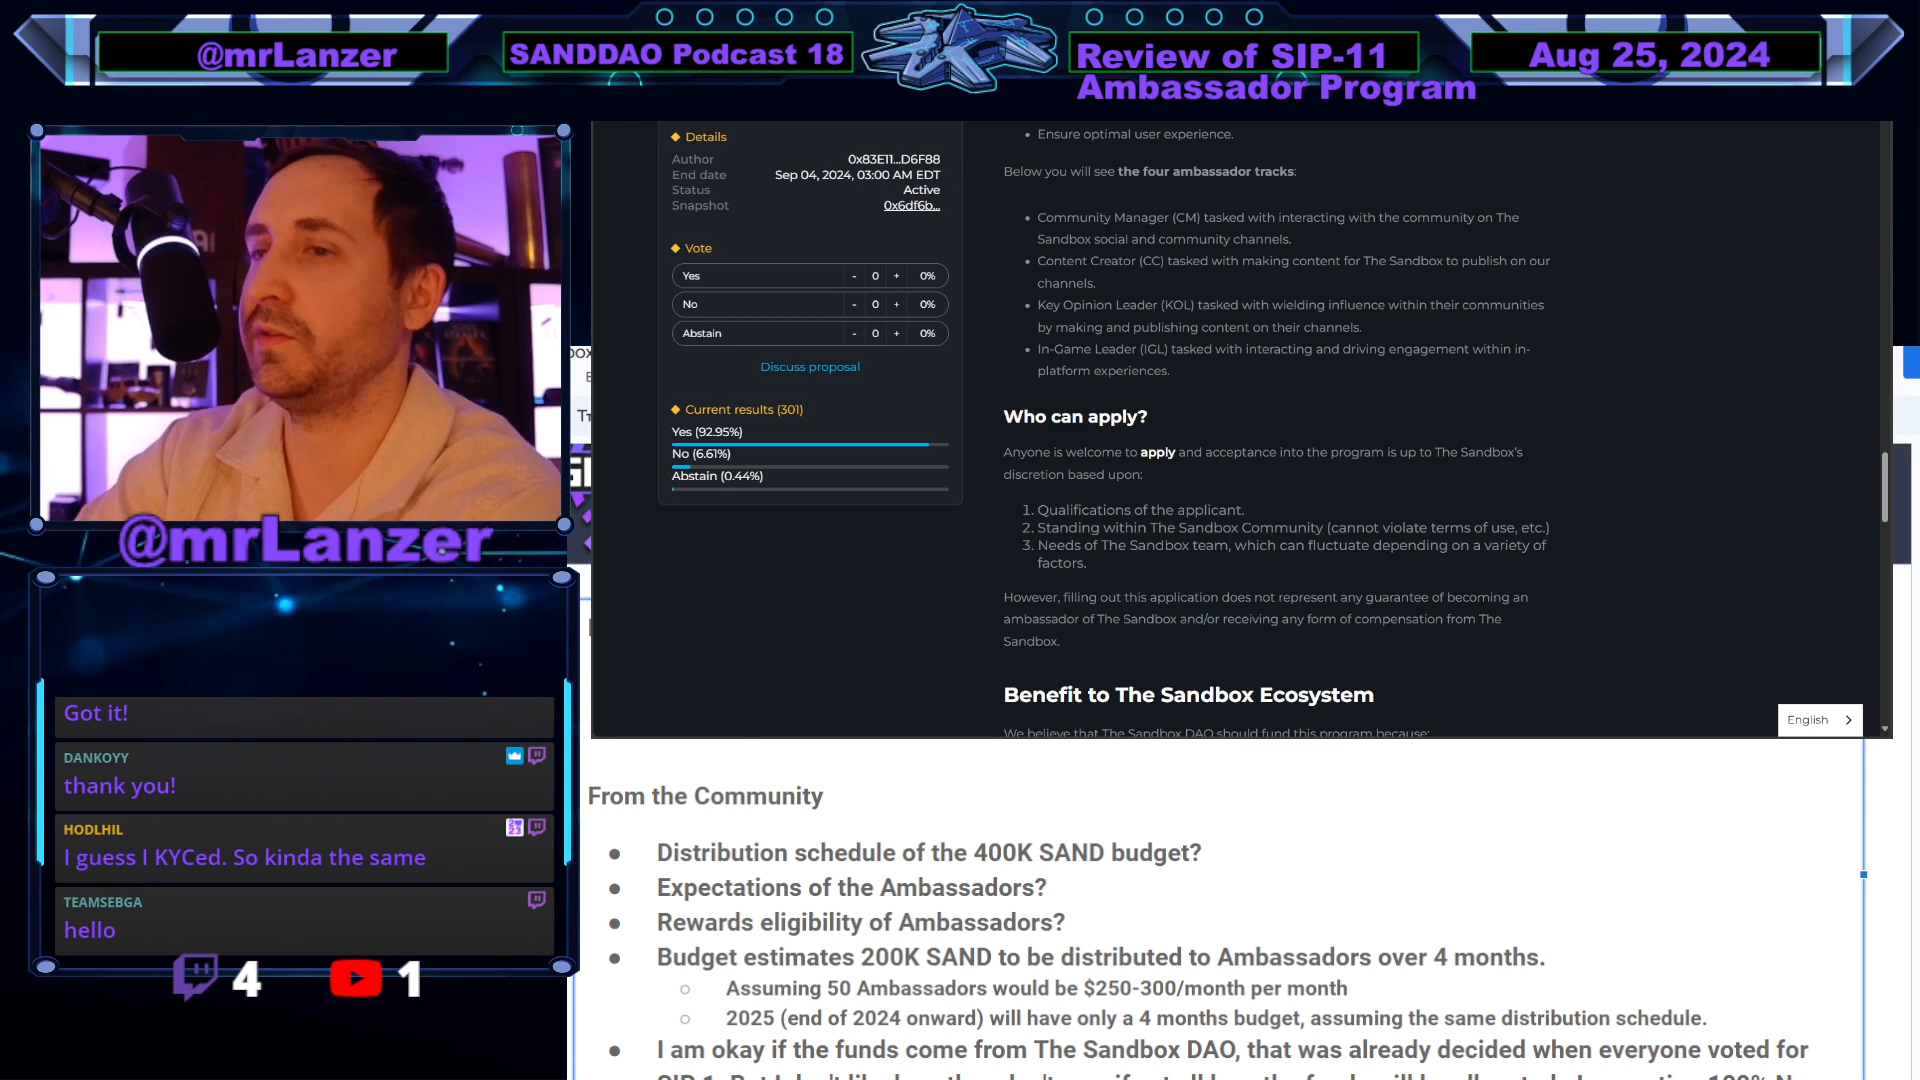 @mrLanzer
SANDDAO Podcast 18
Review of SIP-11
Ambassador Program
Aug 25, 2024
@mrLanzer
Got it!
DANKOYY
thank you!
HODLHIL
I guess I KYCed. So kinda the same
TEAMSEBGA
hello
4
1
Details
Author 0x83E11...D6F88
End date Sep 04, 2024, 03:00 AM EDT
Status Active
Snapshot 0x6df6b...
Vote
Yes - 0 + 0%
No - 0 + 0%
Abstain - 0 + 0%
Discuss proposal
Current results (301)
Yes (92.95%)
No (6.61%)
Abstain (0.44%)
• Ensure optimal user experience.
Below you will see the four ambassador tracks:
• Community Manager (CM) tasked with interacting with the community on The
Sandbox social and community channels.
• Content Creator (CC) tasked with making content for The Sandbox to publish on our
channels.
• Key Opinion Leader (KOL) tasked with wielding influence within their communities
by making and publishing content on their channels.
• In-Game Leader (IGL) tasked with interacting and driving engagement within in-
platform experiences.
Who can apply?
Anyone is welcome to apply and acceptance into the program is up to The Sandbox's
discretion based upon:
1. Qualifications of the applicant.
2. Standing within The Sandbox Community (cannot violate terms of use, etc.)
3. Needs of The Sandbox team, which can fluctuate depending on a variety of
factors.
However, filling out this application does not represent any guarantee of becoming an
ambassador of The Sandbox and/or receiving any form of compensation from The
Sandbox.
Benefit to The Sandbox Ecosystem
We believe that The Sandbox DAO should fund this program because:
English
From the Community
● Distribution schedule of the 400K SAND budget?
● Expectations of the Ambassadors?
● Rewards eligibility of Ambassadors?
● Budget estimates 200K SAND to be distributed to Ambassadors over 4 months.
○ Assuming 50 Ambassadors would be $250-300/month per month
○ 2025 (end of 2024 onward) will have only a 4 months budget, assuming the same distribution schedule.
● I am okay if the funds come from The Sandbox DAO, that was already decided when everyone voted for